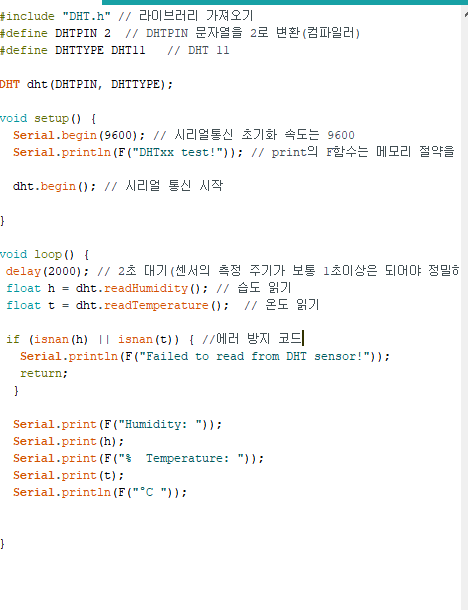 #include "DHT.h" // 라이브러리 가져오기
#define DHTPIN 2  // DHTPIN 문자열을 2로 변환(컴파일러)
#define DHTTYPE DHT11   // DHT 11
DHT dht(DHTPIN, DHTTYPE);
void setup() {
  Serial.begin(9600); // 시리얼통신 초기화 속도는 9600
  Serial.println(F("DHTxx test!")); // print의 F함수는 메모리 절약을
  dht.begin(); // 시리얼 통신 시작
}
void loop() {
 delay(2000); // 2초 대기(센서의 측정 주기가 보통 1초이상은 되어야 정밀하
 float h = dht.readHumidity(); // 습도 읽기
 float t = dht.readTemperature();  // 온도 읽기
 if (isnan(h) || isnan(t)) { //에러 방지 코드
   Serial.println(F("Failed to read from DHT sensor!"));
   return;
  }
  Serial.print(F("Humidity: "));
  Serial.print(h);
  Serial.print(F("%  Temperature: "));
  Serial.print(t);
  Serial.println(F("°C "));
}